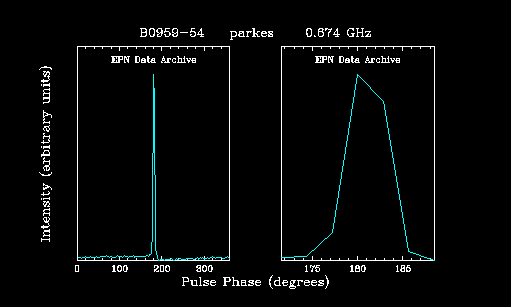 B0959-54 parkes 0.674 GHz
EPN Data Archive EPN Data Archive
Intensity (arbitrary units)
0 100 200 300 175 180 185
Pulse Phase (degrees)